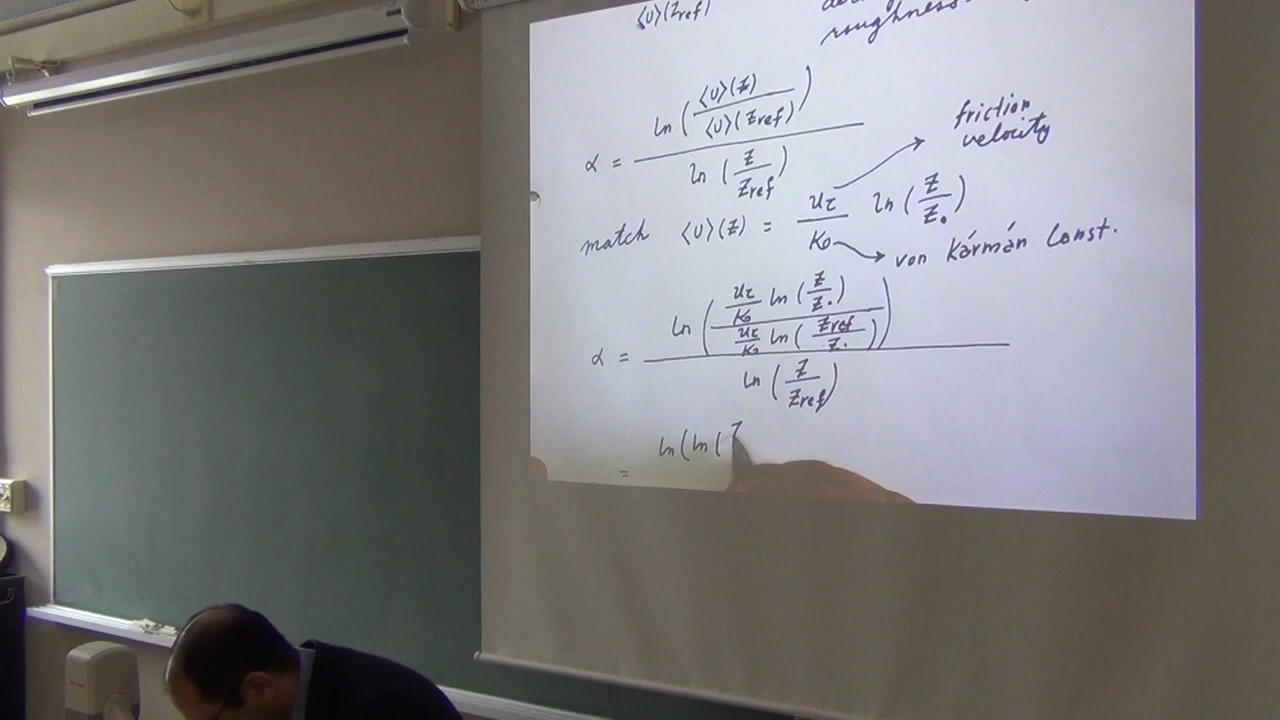 ⟨U⟩(Zref)
roughness
α = ln(⟨U⟩(Z) / ⟨U⟩(Zref)) / ln(Z / Zref)
friction
velocity
match ⟨U⟩(Z) = uτ / K₀ ln(Z / Z₀)
von Kármán Const.
α = ln((uτ / K₀ ln(Z / Z₀)) / (uτ / K₀ ln(Zref / Z₀))) / ln(Z / Zref)
= ln(ln(Z